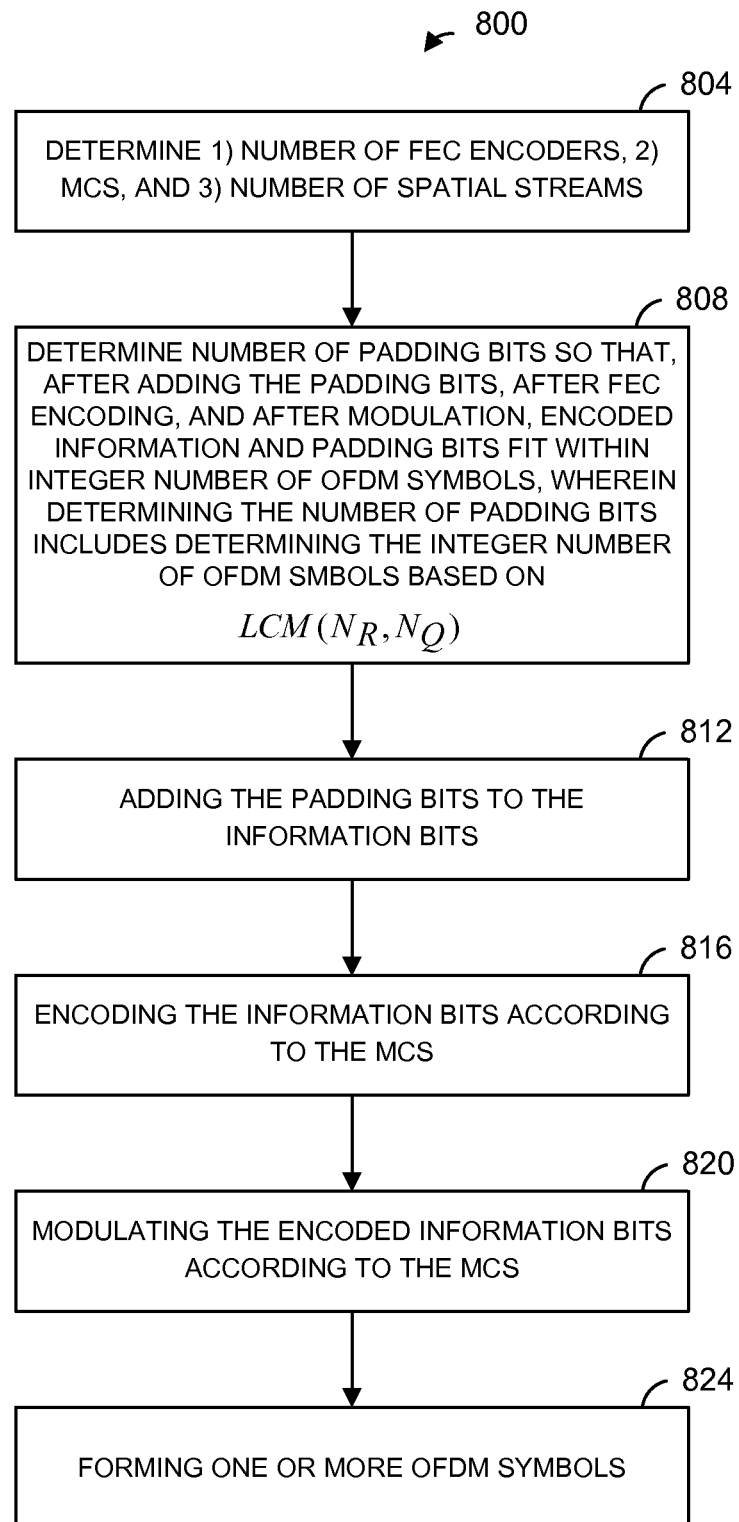 800
804
DETERMINE 1) NUMBER OF FEC ENCODERS, 2)
MCS, AND 3) NUMBER OF SPATIAL STREAMS
808
DETERMINE NUMBER OF PADDING BITS SO THAT,
AFTER ADDING THE PADDING BITS, AFTER FEC
ENCODING, AND AFTER MODULATION, ENCODED
INFORMATION AND PADDING BITS FIT WITHIN
INTEGER NUMBER OF OFDM SYMBOLS, WHEREIN
DETERMINING THE NUMBER OF PADDING BITS
INCLUDES DETERMINING THE INTEGER NUMBER
OF OFDM SMBOLS BASED ON
LCM(N_R, N_Q)
812
ADDING THE PADDING BITS TO THE
INFORMATION BITS
816
ENCODING THE INFORMATION BITS ACCORDING
TO THE MCS
820
MODULATING THE ENCODED INFORMATION BITS
ACCORDING TO THE MCS
824
FORMING ONE OR MORE OFDM SYMBOLS